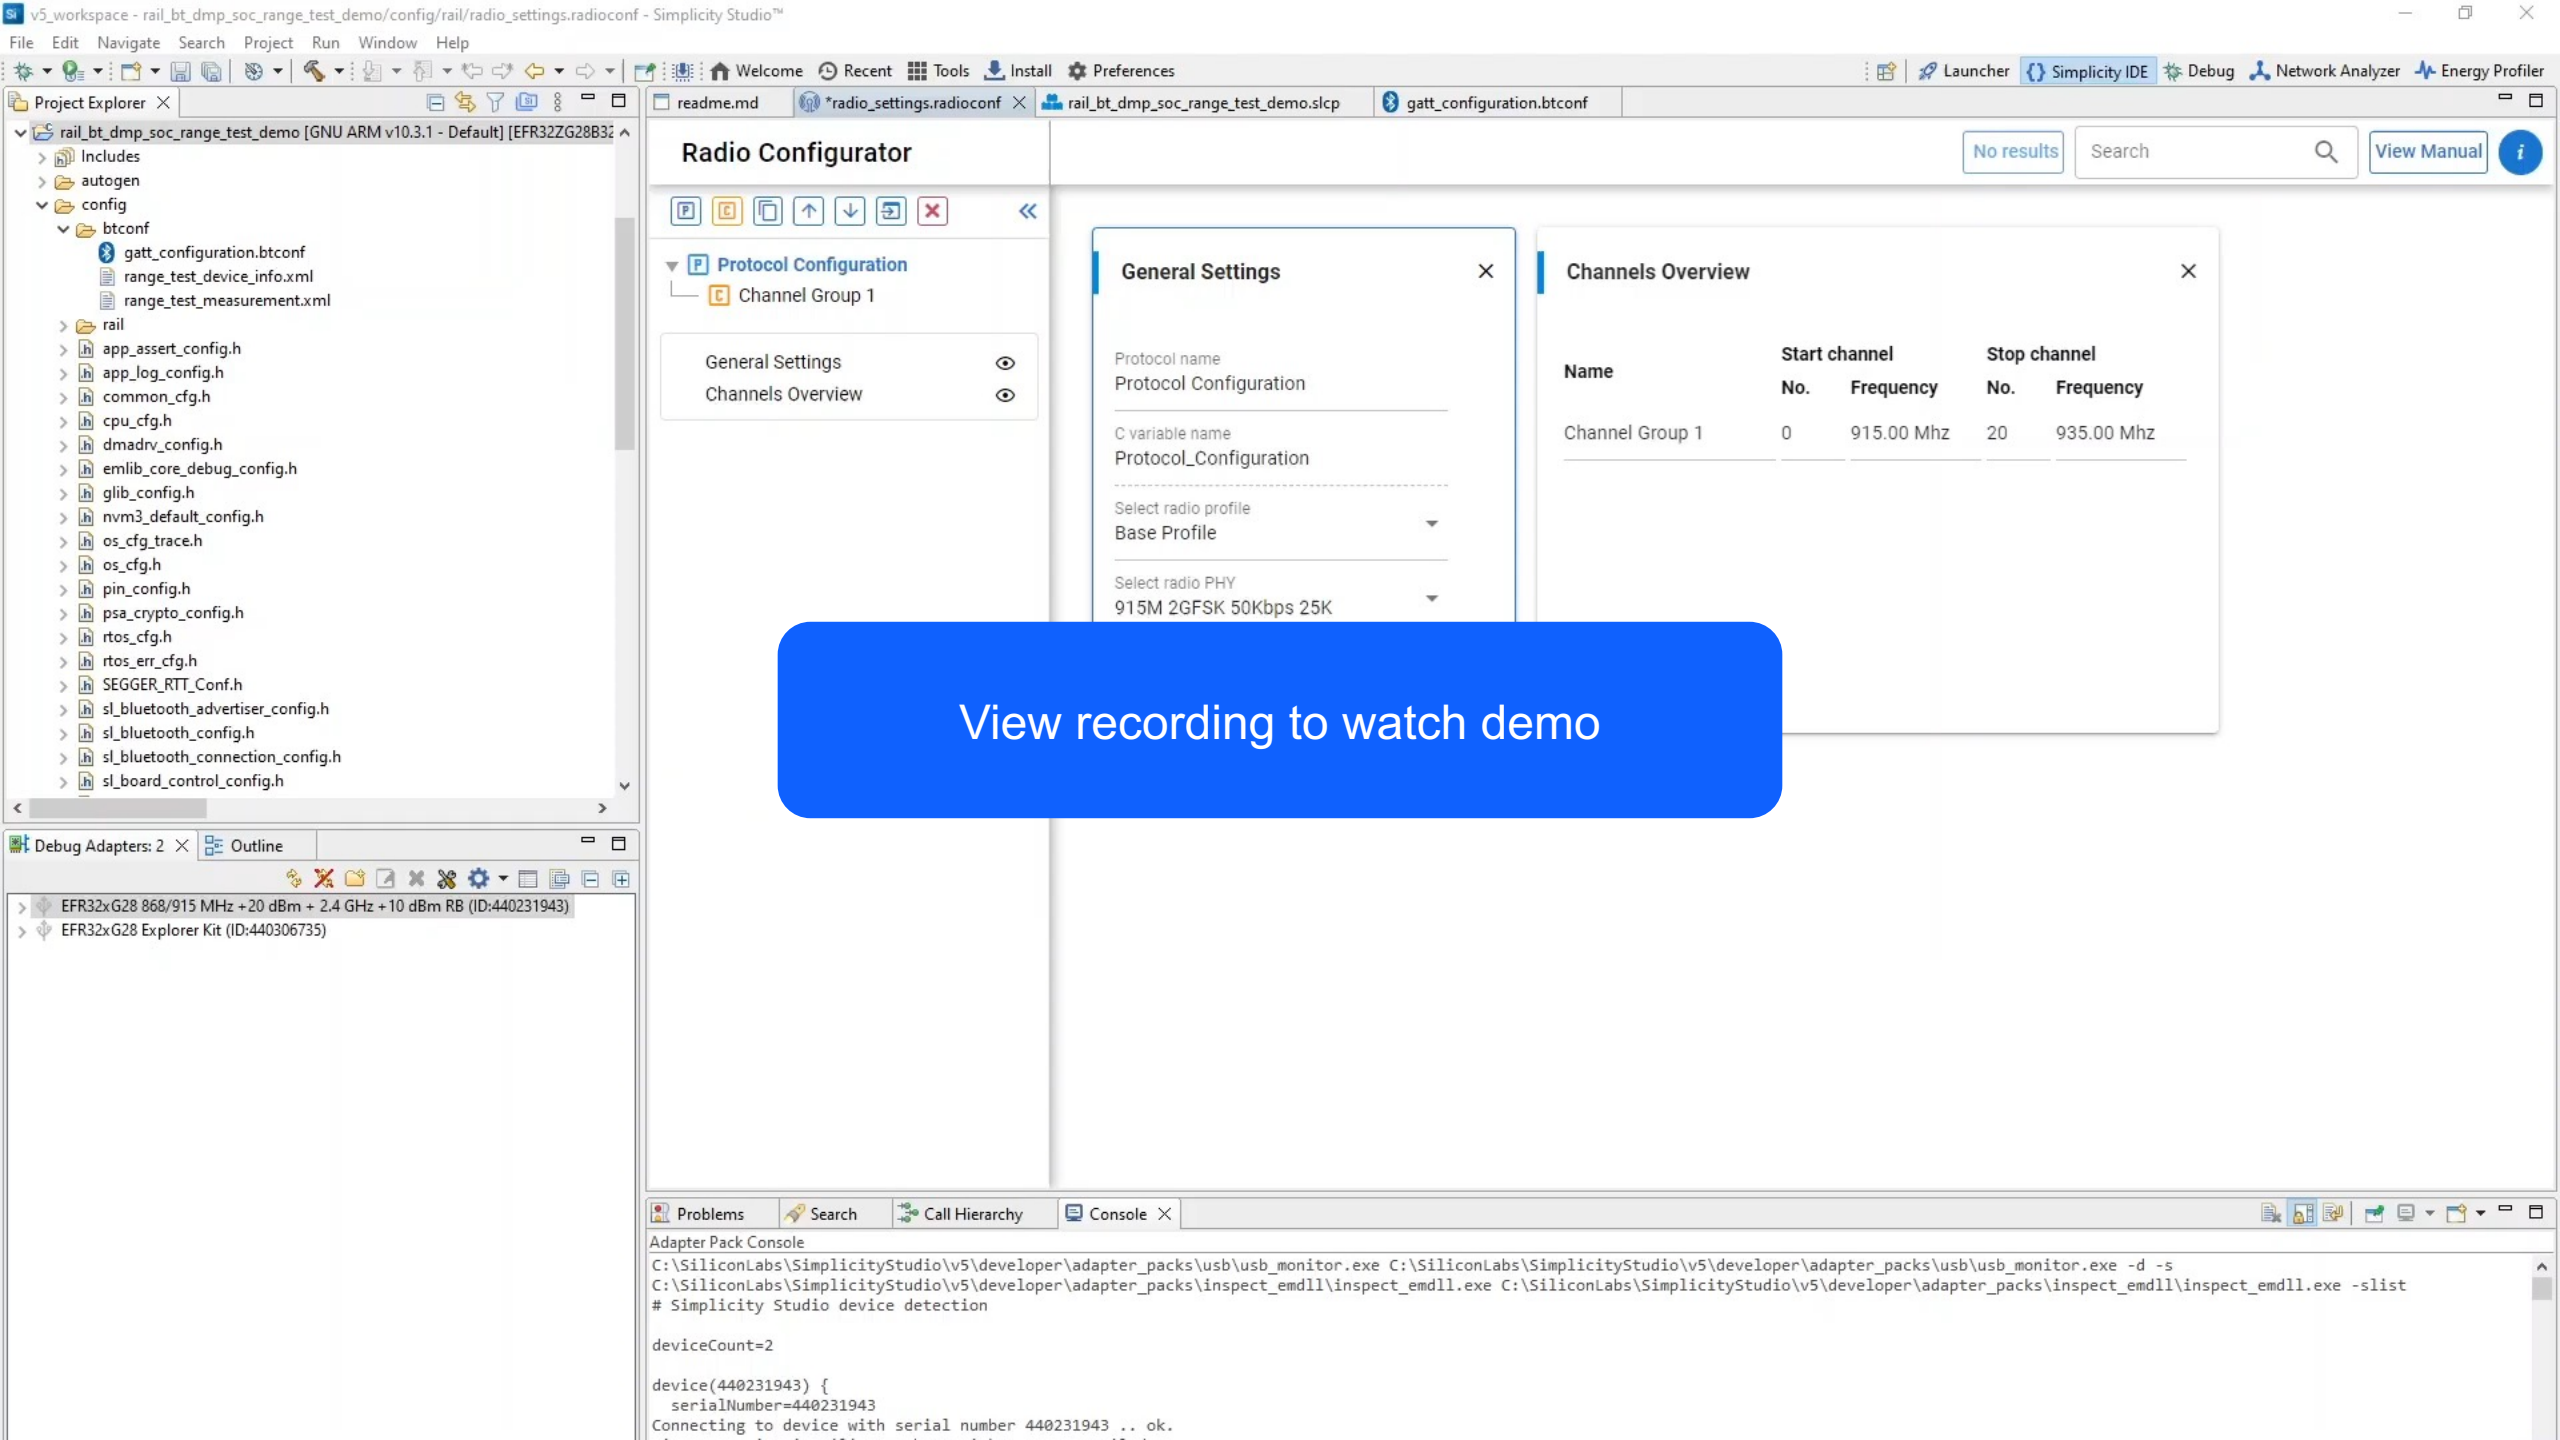 v5_workspace - rail_bt_dmp_soc_range_test_demo/config/rail/radio_settings.radioconf - Simplicity Studio™
File Edit Navigate Search Project Run Window Help
Welcome Recent Tools Install Preferences
Launcher Simplicity IDE Debug Network Analyzer Energy Profiler
Project Explorer
rail_bt_dmp_soc_range_test_demo [GNU ARM v10.3.1 - Default] [EFR32ZG28B32
Includes
autogen
config
btconf
gatt_configuration.btconf
range_test_device_info.xml
range_test_measurement.xml
rail
app_assert_config.h
app_log_config.h
common_cfg.h
cpu_cfg.h
dmadrv_config.h
emlib_core_debug_config.h
glib_config.h
nvm3_default_config.h
os_cfg_trace.h
os_cfg.h
pin_config.h
psa_crypto_config.h
rtos_cfg.h
rtos_err_cfg.h
SEGGER_RTT_Conf.h
sl_bluetooth_advertiser_config.h
sl_bluetooth_config.h
sl_bluetooth_connection_config.h
sl_board_control_config.h
Debug Adapters: 2
Outline
EFR32xG28 868/915 MHz +20 dBm + 2.4 GHz +10 dBm RB (ID:440231943)
EFR32xG28 Explorer Kit (ID:440306735)
readme.md
*radio_settings.radioconf
rail_bt_dmp_soc_range_test_demo.slcp
gatt_configuration.btconf
Radio Configurator
No results
Search
View Manual
i
Protocol Configuration
Channel Group 1
General Settings
Channels Overview
General Settings
Protocol name
Protocol Configuration
C variable name
Protocol_Configuration
Select radio profile
Base Profile
Select radio PHY
915M 2GFSK 50Kbps 25K
Channels Overview
Name
Start channel
Stop channel
No. Frequency No. Frequency
Channel Group 1 0 915.00 Mhz 20 935.00 Mhz
View recording to watch demo
Problems
Search
Call Hierarchy
Console
Adapter Pack Console
C:\SiliconLabs\SimplicityStudio\v5\developer\adapter_packs\usb\usb_monitor.exe C:\SiliconLabs\SimplicityStudio\v5\developer\adapter_packs\usb\usb_monitor.exe -d -s
C:\SiliconLabs\SimplicityStudio\v5\developer\adapter_packs\inspect_emdll\inspect_emdll.exe C:\SiliconLabs\SimplicityStudio\v5\developer\adapter_packs\inspect_emdll\inspect_emdll.exe -slist
# Simplicity Studio device detection
deviceCount=2
device(440231943) {
serialNumber=440231943
Connecting to device with serial number 440231943 .. ok.